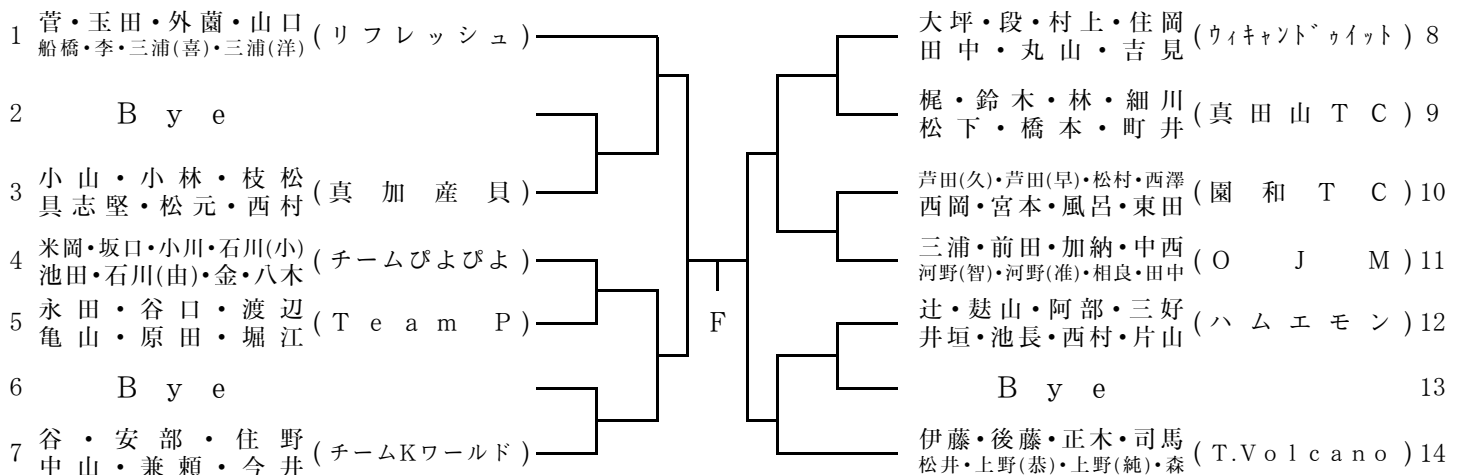 1 菅・玉田・外薗・山口 (リフレッシュ)
船橋・李・三浦(喜)・三浦(洋)
2 Bye
3 小山・小林・枝松 (真加産貝)
具志堅・松元・西村
4 米岡・坂口・小川・石川(小) (チームぴよぴよ)
池田・石川(由)・金・八木
5 永田・谷口・渡辺 (Team P)
亀山・原田・堀江
6 Bye
7 谷・安部・住野 (チームKワールド)
中山・兼頼・今井
F
大坪・段・村上・住岡 (ウィキャンドゥイット) 8
田中・丸山・吉見
梶・鈴木・林・細川 (真田山TC) 9
松下・橋本・町井
芦田(久)・芦田(早)・松村・西澤 (園和TC) 10
西岡・宮本・風呂・東田
三浦・前田・加納・中西 (OJM) 11
河野(智)・河野(准)・相良・田中
辻・麸山・阿部・三好 (ハムエモン) 12
井垣・池長・西村・片山
Bye 13
伊藤・後藤・正木・司馬 (T.Volcano) 14
松井・上野(恭)・上野(純)・森